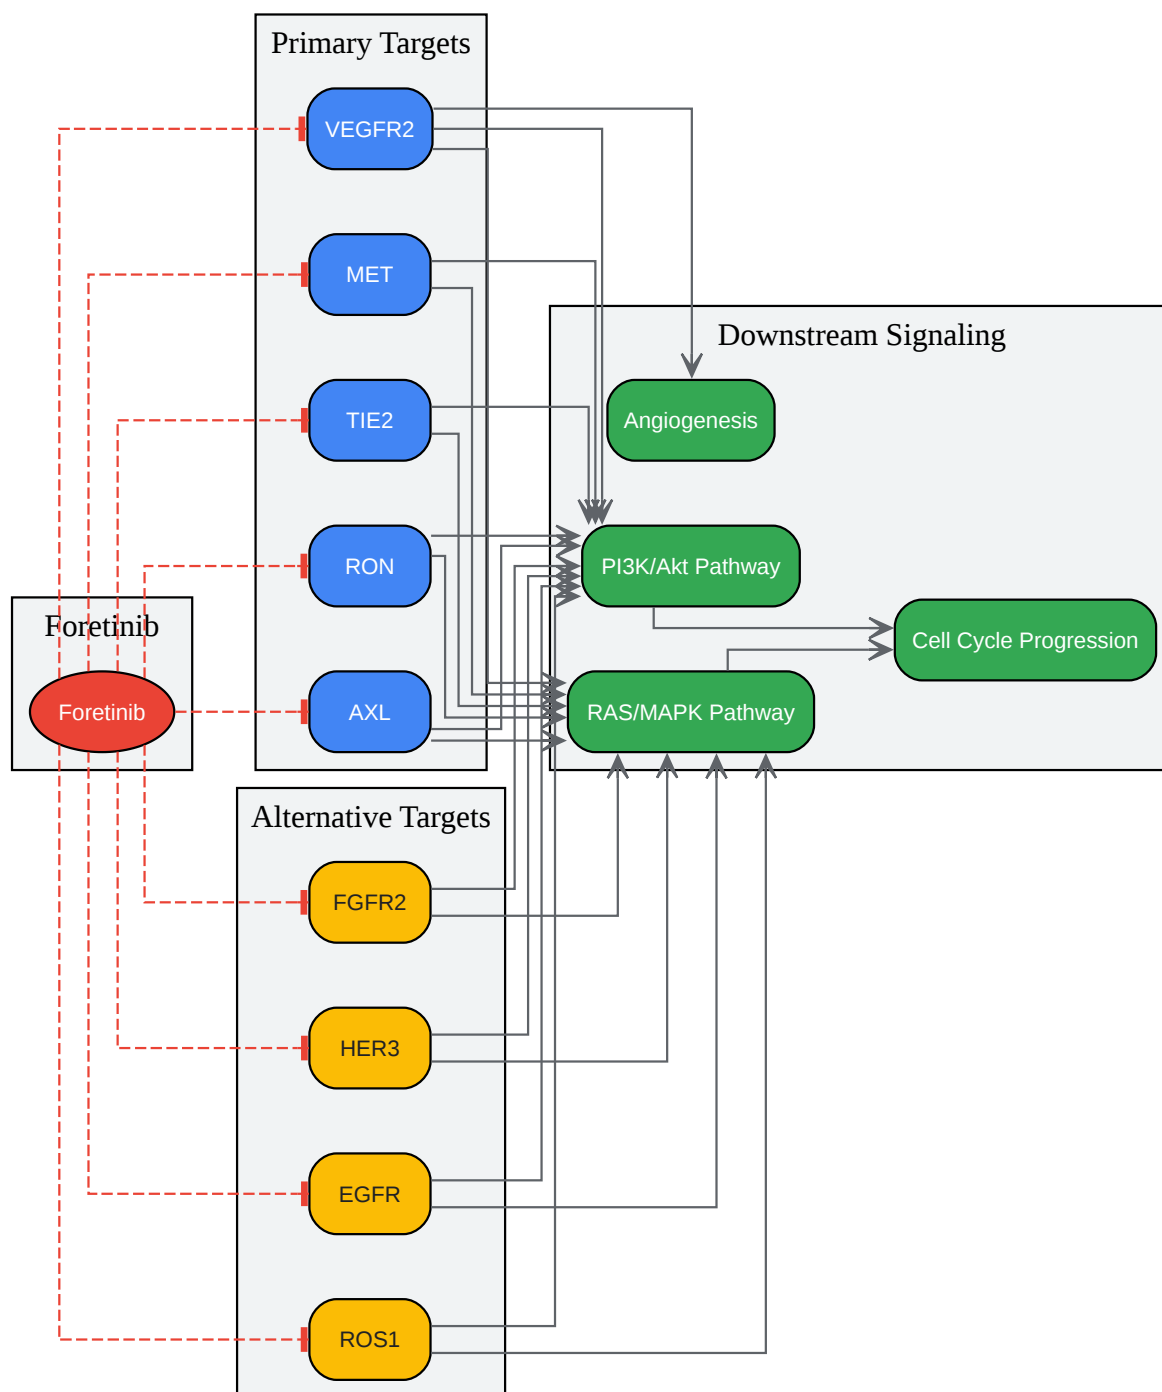 Primary Targets
VEGFR2
MET
TIE2
RON
AXL
Foretinib
Foretinib
Downstream Signaling
Angiogenesis
PI3K/Akt Pathway
Cell Cycle Progression
RAS/MAPK Pathway
Alternative Targets
FGFR2
HER3
EGFR
ROS1